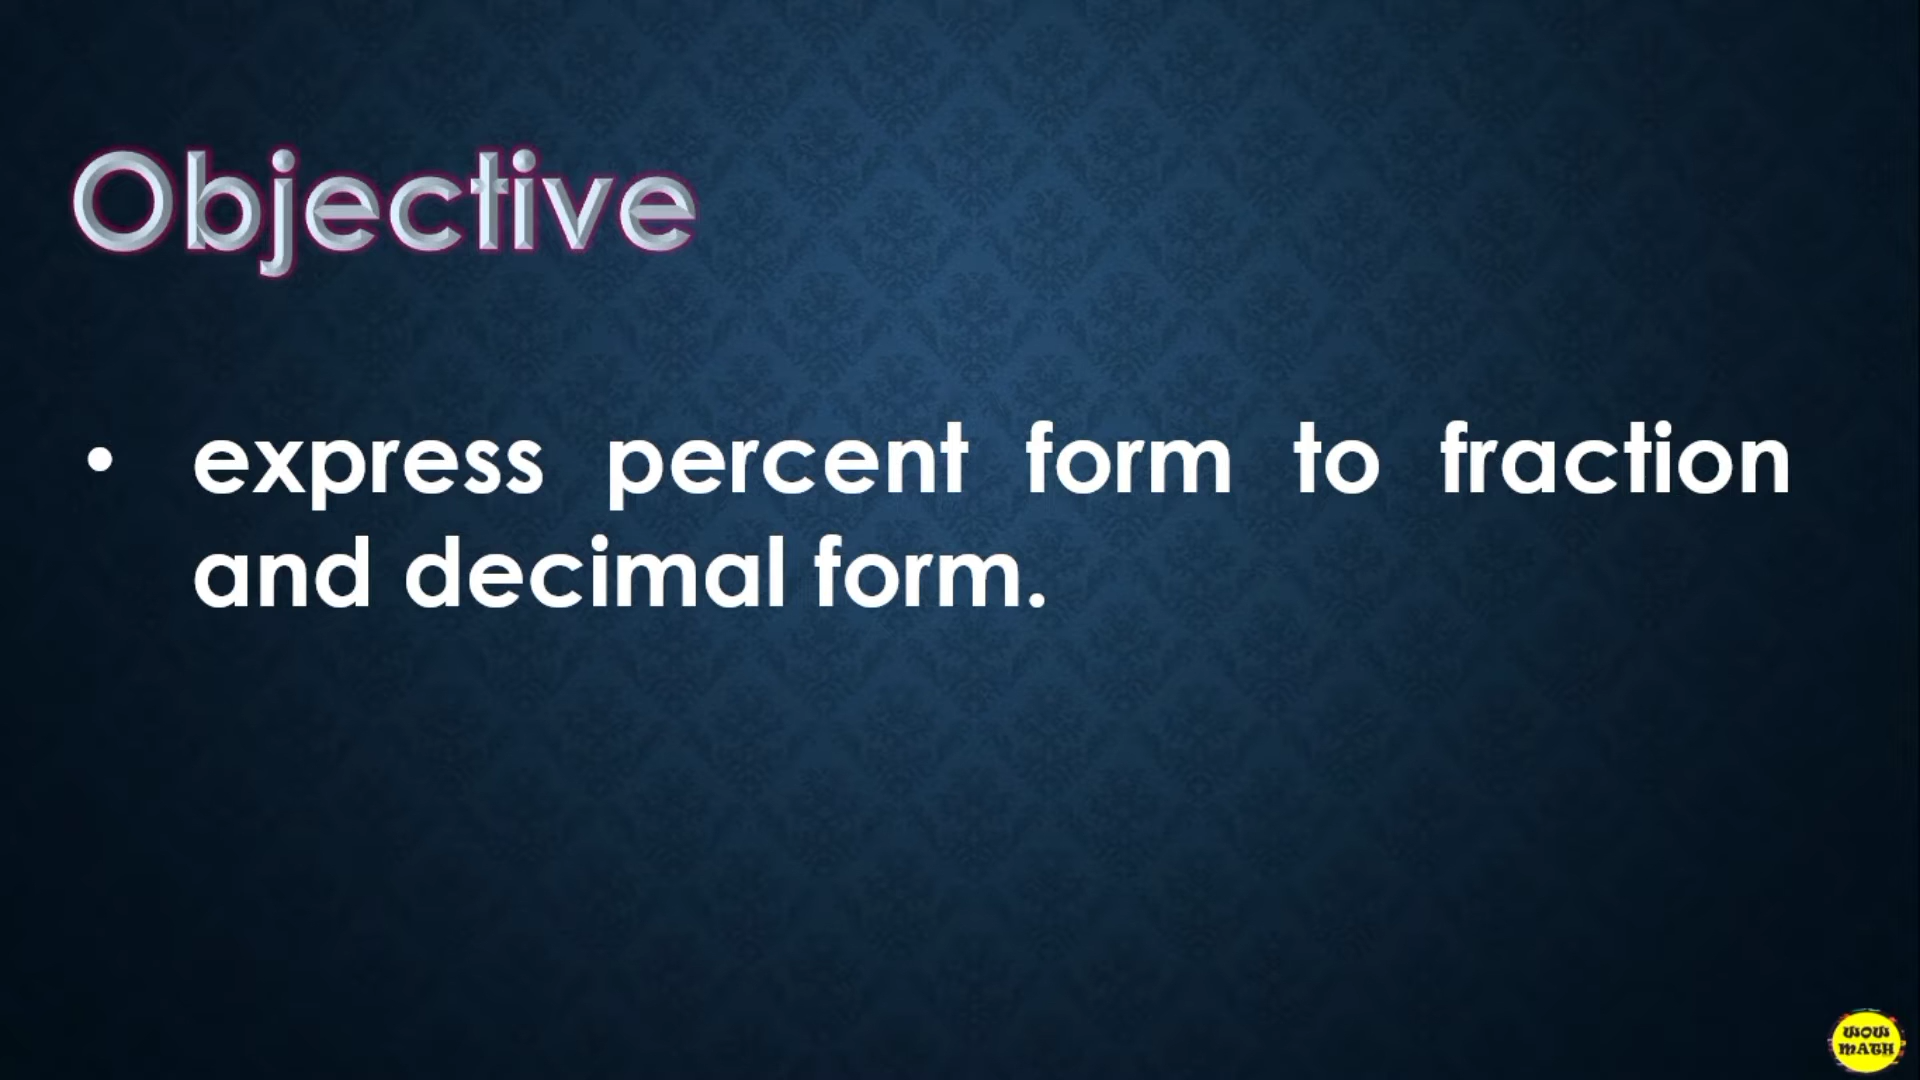 Objective
• express percent form to fraction
and decimal form.
WOW
MATH